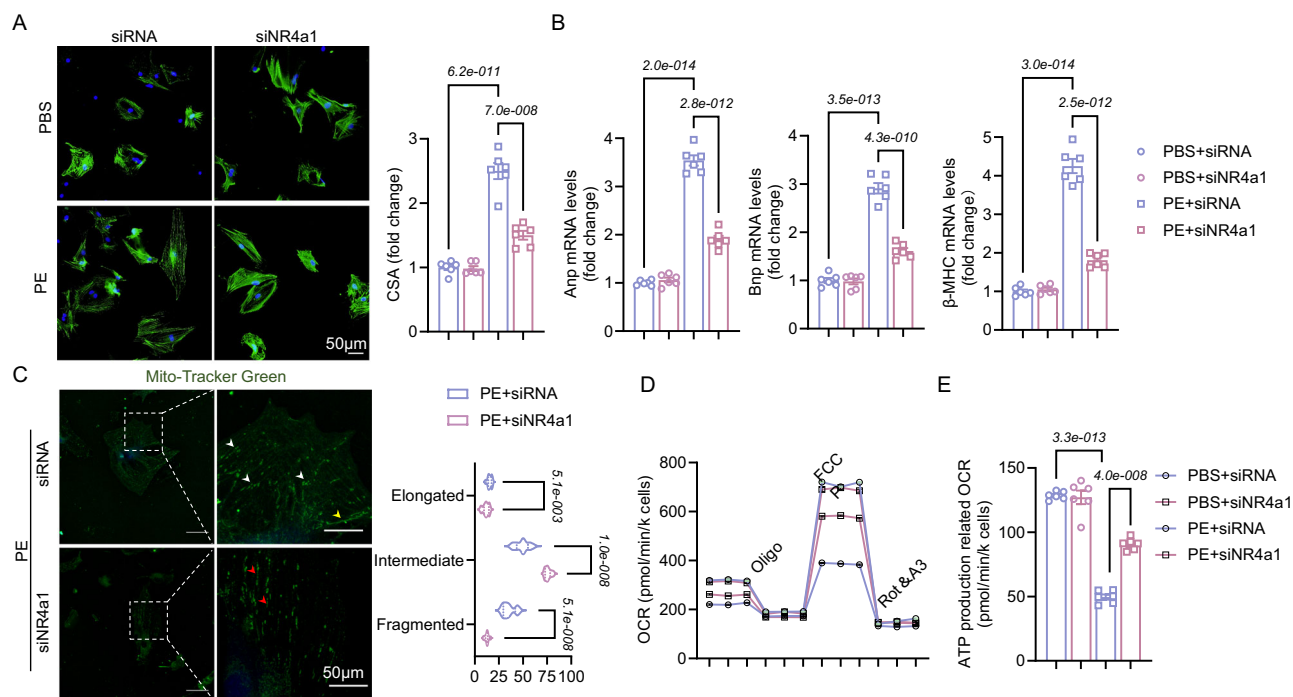 A
siRNA
siNR4a1
PBS
PE
50μm
CSA (fold change)
3
2
1
0
6.2e-011
7.0e-008
B
Anp mRNA levels
(fold change)
5
4
3
2
1
0
2.0e-014
2.8e-012
Bnp mRNA levels
(fold change)
4
3
2
1
0
3.5e-013
4.3e-010
β-MHC mRNA levels
(fold change)
5
4
3
2
1
0
3.0e-014
2.5e-012
PBS+siRNA
PBS+siNR4a1
PE+siRNA
PE+siNR4a1
C
Mito-Tracker Green
PE
siRNA
siNR4a1
50μm
PE+siRNA
PE+siNR4a1
Elongated
Intermediate
Fragmented
5.1e-003
1.0e-008
5.1e-008
0
25
50
75
100
D
OCR (pmol/min/k cells)
800
600
400
200
0
Oligo
FCC
P
Rot &A3
E
ATP production related OCR
(pmol/min/k cells)
150
100
50
0
3.3e-013
4.0e-008
PBS+siRNA
PBS+siNR4a1
PE+siRNA
PE+siNR4a1